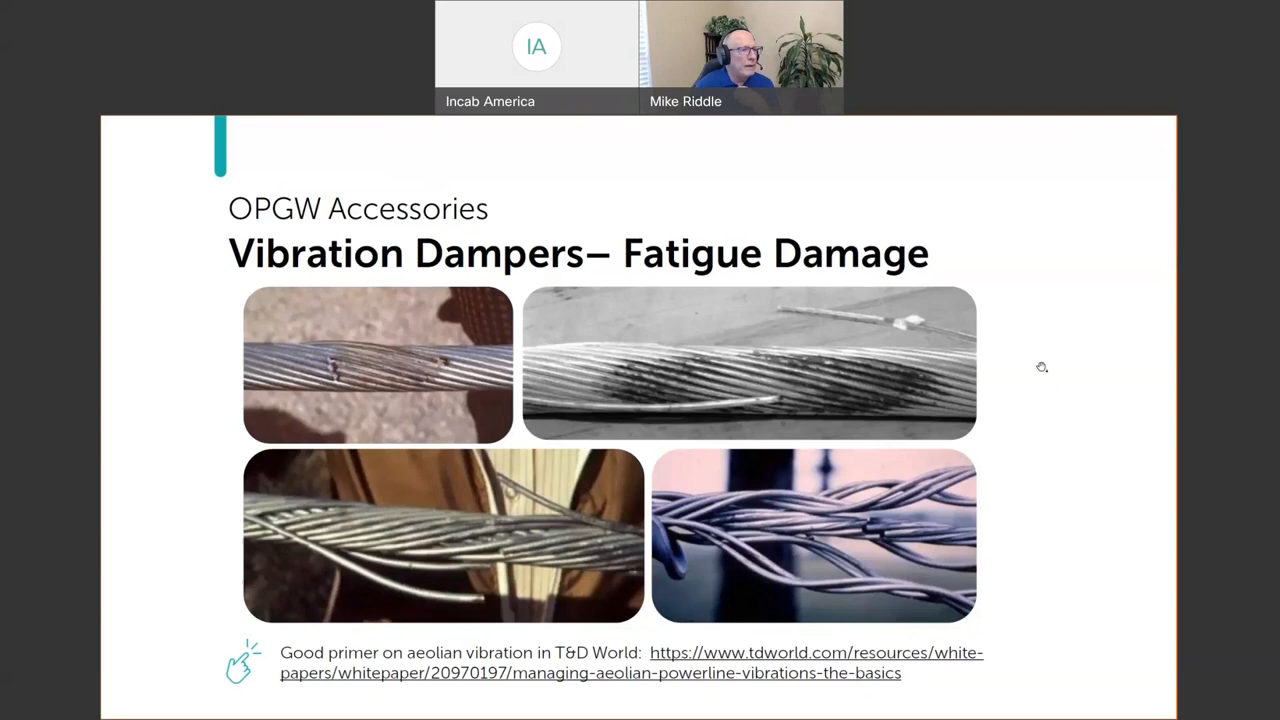 IA
Incab America
Mike Riddle
OPGW Accessories
Vibration Dampers– Fatigue Damage
Good primer on aeolian vibration in T&D World: https://www.tdworld.com/resources/white-
papers/whitepaper/20970197/managing-aeolian-powerline-vibrations-the-basics